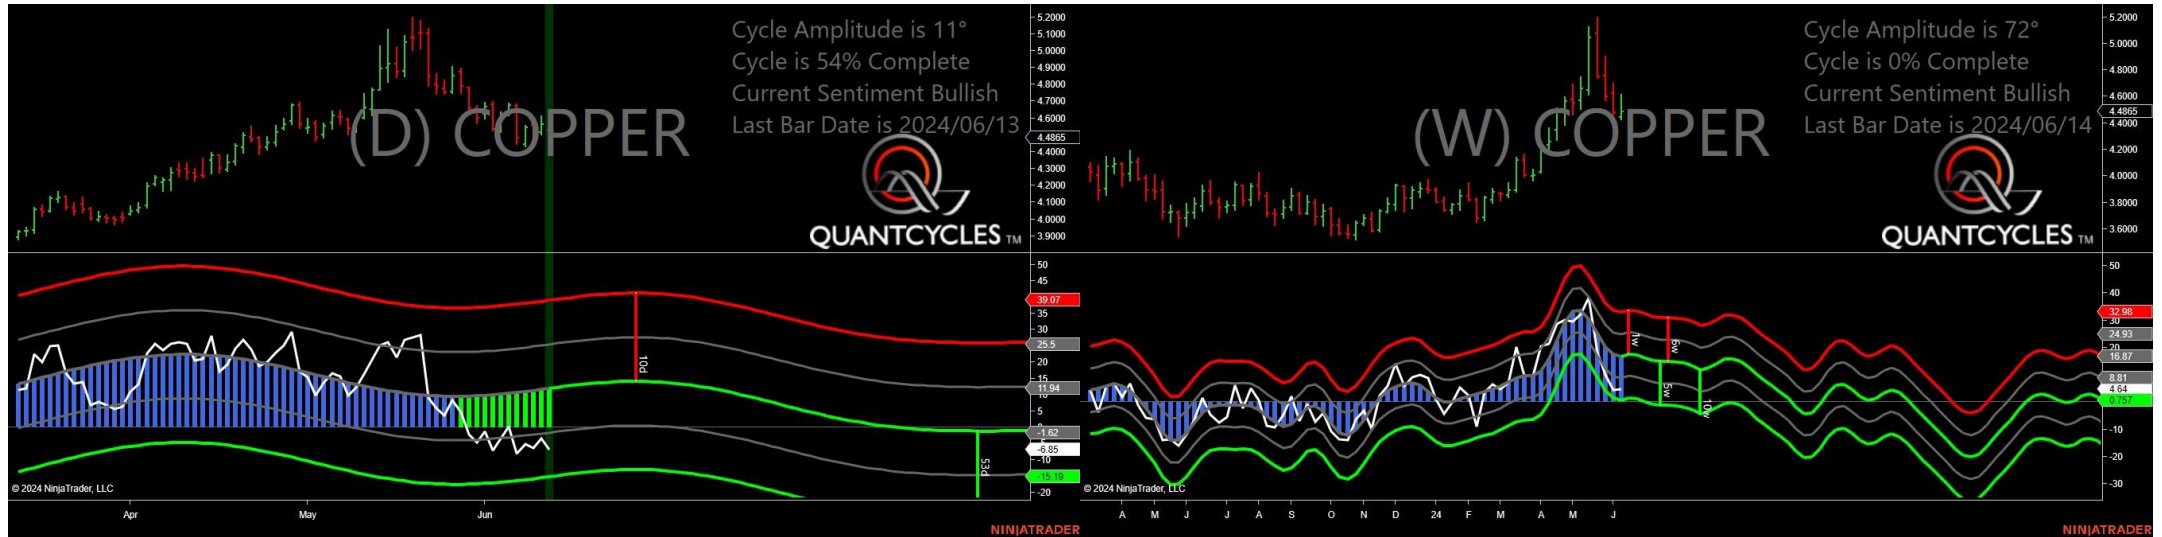 Cycle Amplitude is 11°
Cycle is 54% Complete
Current Sentiment Bullish
Last Bar Date is 2024/06/13
(D) COPPER
QUANTCYCLES TM
5.2000
5.1000
5.0000
4.9000
4.8000
4.7000
4.6000
4.4865
4.4000
4.3000
4.2000
4.1000
4.0000
3.9000
50
45
39.07
35
30
25.5
20
15
11.94
10
5
-1.62
-6.85
-10
-15.19
-20
10d
53d
© 2024 NinjaTrader, LLC
Apr May Jun
NINJATRADER
Cycle Amplitude is 72°
Cycle is 0% Complete
Current Sentiment Bullish
Last Bar Date is 2024/06/14
(W) COPPER
QUANTCYCLES TM
5.2000
5.0000
4.8000
4.6000
4.4865
4.4000
4.2000
4.0000
3.8000
3.6000
50
40
32.98
30
24.93
20
16.87
8.81
4.64
0.757
-10
-20
-30
1w
6w
5w
10w
© 2024 NinjaTrader, LLC
A M J J A S O N D 24 F M A M J
NINJATRADER